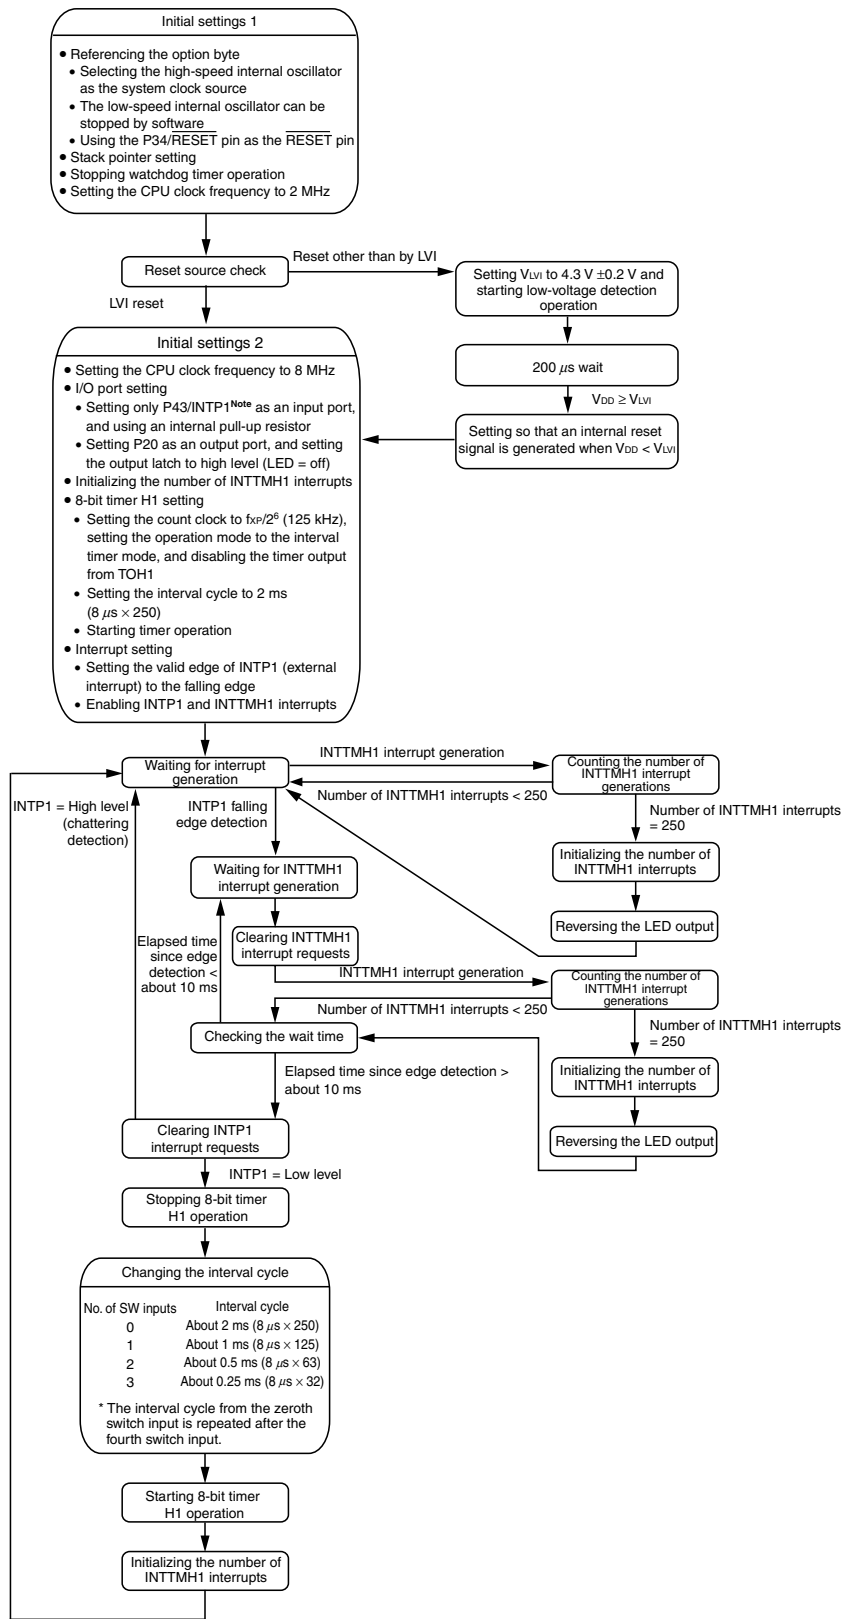 Initial settings 1
● Referencing the option byte
• Selecting the high-speed internal oscillator
as the system clock source
• The low-speed internal oscillator can be
stopped by software
• Using the P34/RESET pin as the RESET pin
● Stack pointer setting
● Stopping watchdog timer operation
● Setting the CPU clock frequency to 2 MHz
Reset source check
Reset other than by LVI
LVI reset
Setting VLVI to 4.3 V ±0.2 V and
starting low-voltage detection
operation
200 μs wait
VDD ≥ VLVI
Setting so that an internal reset
signal is generated when VDD < VLVI
Initial settings 2
● Setting the CPU clock frequency to 8 MHz
● I/O port setting
• Setting only P43/INTP1Note as an input port,
and using an internal pull-up resistor
• Setting P20 as an output port, and setting
the output latch to high level (LED = off)
● Initializing the number of INTTMH1 interrupts
● 8-bit timer H1 setting
• Setting the count clock to fXP/2⁶ (125 kHz),
setting the operation mode to the interval
timer mode, and disabling the timer output
from TOH1
• Setting the interval cycle to 2 ms
(8 μs × 250)
• Starting timer operation
● Interrupt setting
• Setting the valid edge of INTP1 (external
interrupt) to the falling edge
• Enabling INTP1 and INTTMH1 interrupts
Waiting for interrupt
generation
INTTMH1 interrupt generation
Counting the number of
INTTMH1 interrupt
generations
Number of INTTMH1 interrupts < 250
Number of INTTMH1 interrupts
= 250
Initializing the number of
INTTMH1 interrupts
Reversing the LED output
INTP1 = High level
(chattering
detection)
INTP1 falling
edge detection
Waiting for INTTMH1
interrupt generation
Clearing INTTMH1
interrupt requests
Elapsed time
since edge
detection <
about 10 ms
INTTMH1 interrupt generation
Counting the number of
INTTMH1 interrupt
generations
Number of INTTMH1 interrupts < 250
Number of INTTMH1 interrupts
= 250
Initializing the number of
INTTMH1 interrupts
Reversing the LED output
Checking the wait time
Elapsed time since edge detection >
about 10 ms
Clearing INTP1
interrupt requests
INTP1 = Low level
Stopping 8-bit timer
H1 operation
Changing the interval cycle
No. of SW inputs Interval cycle
0 About 2 ms (8 μs × 250)
1 About 1 ms (8 μs × 125)
2 About 0.5 ms (8 μs × 63)
3 About 0.25 ms (8 μs × 32)
* The interval cycle from the zeroth
switch input is repeated after the
fourth switch input.
Starting 8-bit timer
H1 operation
Initializing the number of
INTTMH1 interrupts